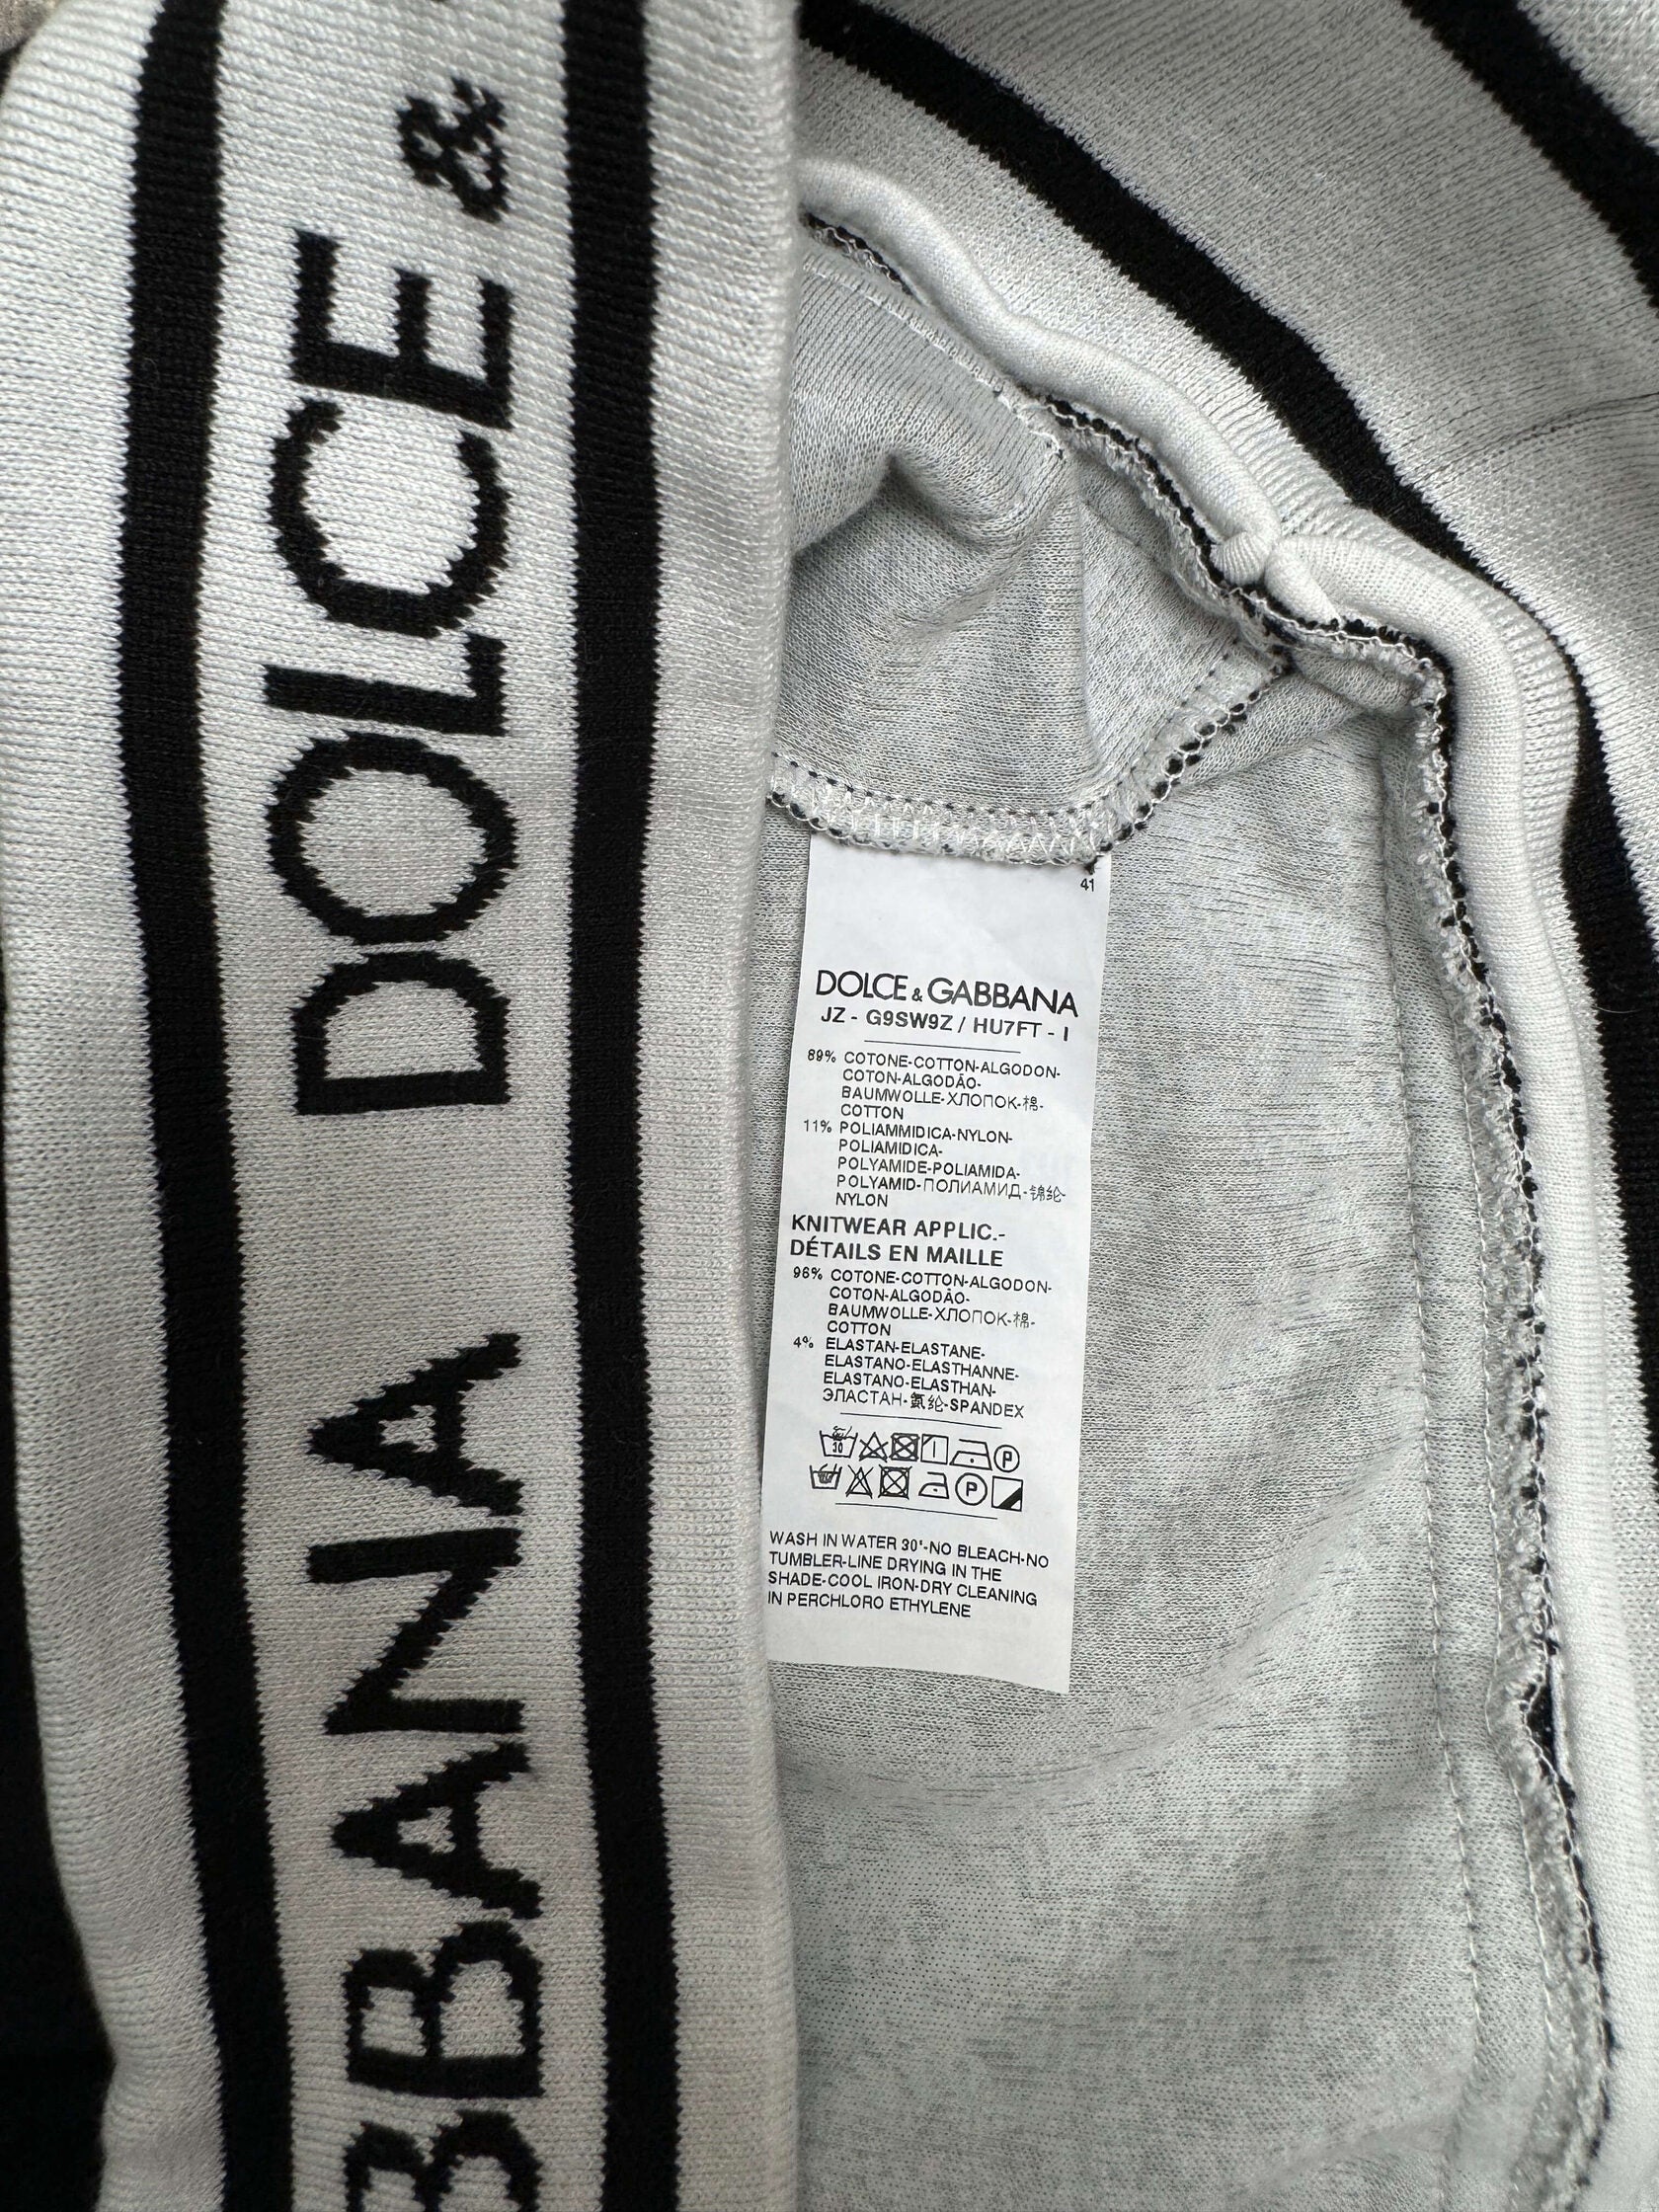 DOLCE &
BBANA
41
DOLCE & GABBANA
JZ - G9SW9Z / HU7FT - I
89% COTONE-COTTON-ALGODON-
COTON-ALGODÃO-
BAUMWOLLE-ХЛОПОК-棉-
COTTON
11% POLIAMMIDICA-NYLON-
POLIAMIDICA-
POLYAMIDE-POLIAMIDA-
POLYAMID-ПОЛИАМИД-锦纶-
NYLON
KNITWEAR APPLIC.-
DÉTAILS EN MAILLE
96% COTONE-COTTON-ALGODON-
COTON-ALGODÃO-
BAUMWOLLE-ХЛОПОК-棉-
COTTON
4% ELASTAN-ELASTANE-
ELASTANO-ELASTHANNE-
ELASTANO-ELASTHAN-
ЭЛАСТАН-氨纶-SPANDEX
30 P
P
WASH IN WATER 30°-NO BLEACH-NO
TUMBLER-LINE DRYING IN THE
SHADE-COOL IRON-DRY CLEANING
IN PERCHLORO ETHYLENE